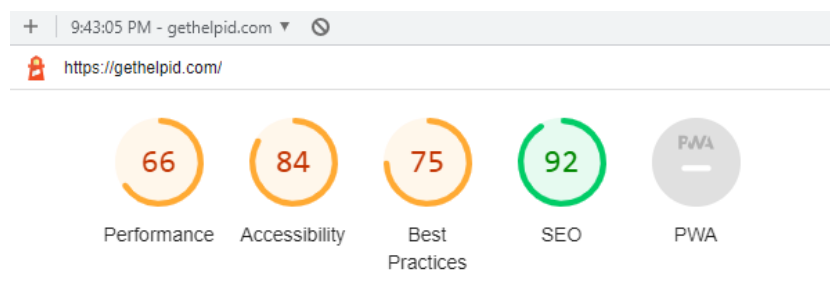 + 9:43:05 PM - gethelpid.com ▼
https://gethelpid.com/
66 84 75 92 PWA
Performance Accessibility Best Practices SEO PWA